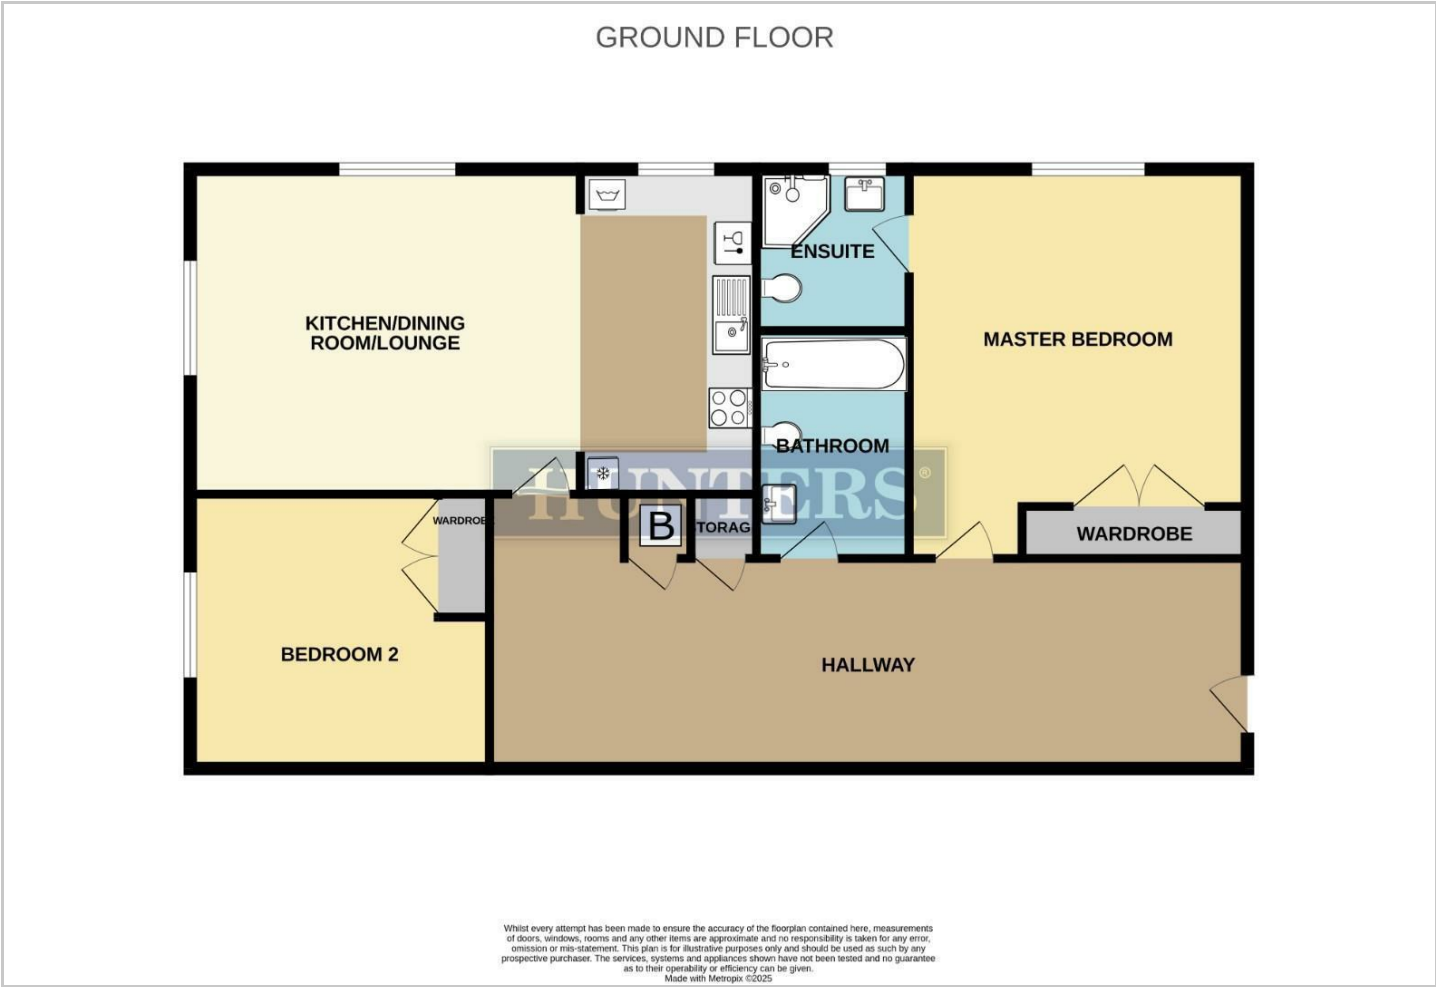 GROUND FLOOR
KITCHEN/DINING
ROOM/LOUNGE
ENSUITE
MASTER BEDROOM
BATHROOM
HUNTERS®
WARDROBE
B
TORAG
WARDROBE
BEDROOM 2
HALLWAY
Whilst every attempt has been made to ensure the accuracy of the floorplan contained here, measurements
of doors, windows, rooms and any other items are approximate and no responsibility is taken for any error,
omission or mis-statement. This plan is for illustrative purposes only and should be used as such by any
prospective purchaser. The services, systems and appliances shown have not been tested and no guarantee
as to their operability or efficiency can be given.
Made with Metropix ©2025